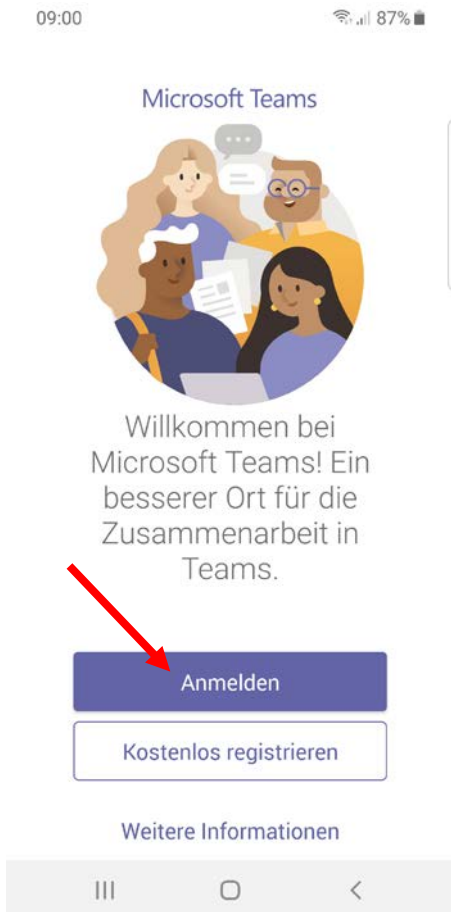 09:00 87%
Microsoft Teams
Willkommen bei
Microsoft Teams! Ein
besserer Ort für die
Zusammenarbeit in
Teams.
Anmelden
Kostenlos registrieren
Weitere Informationen